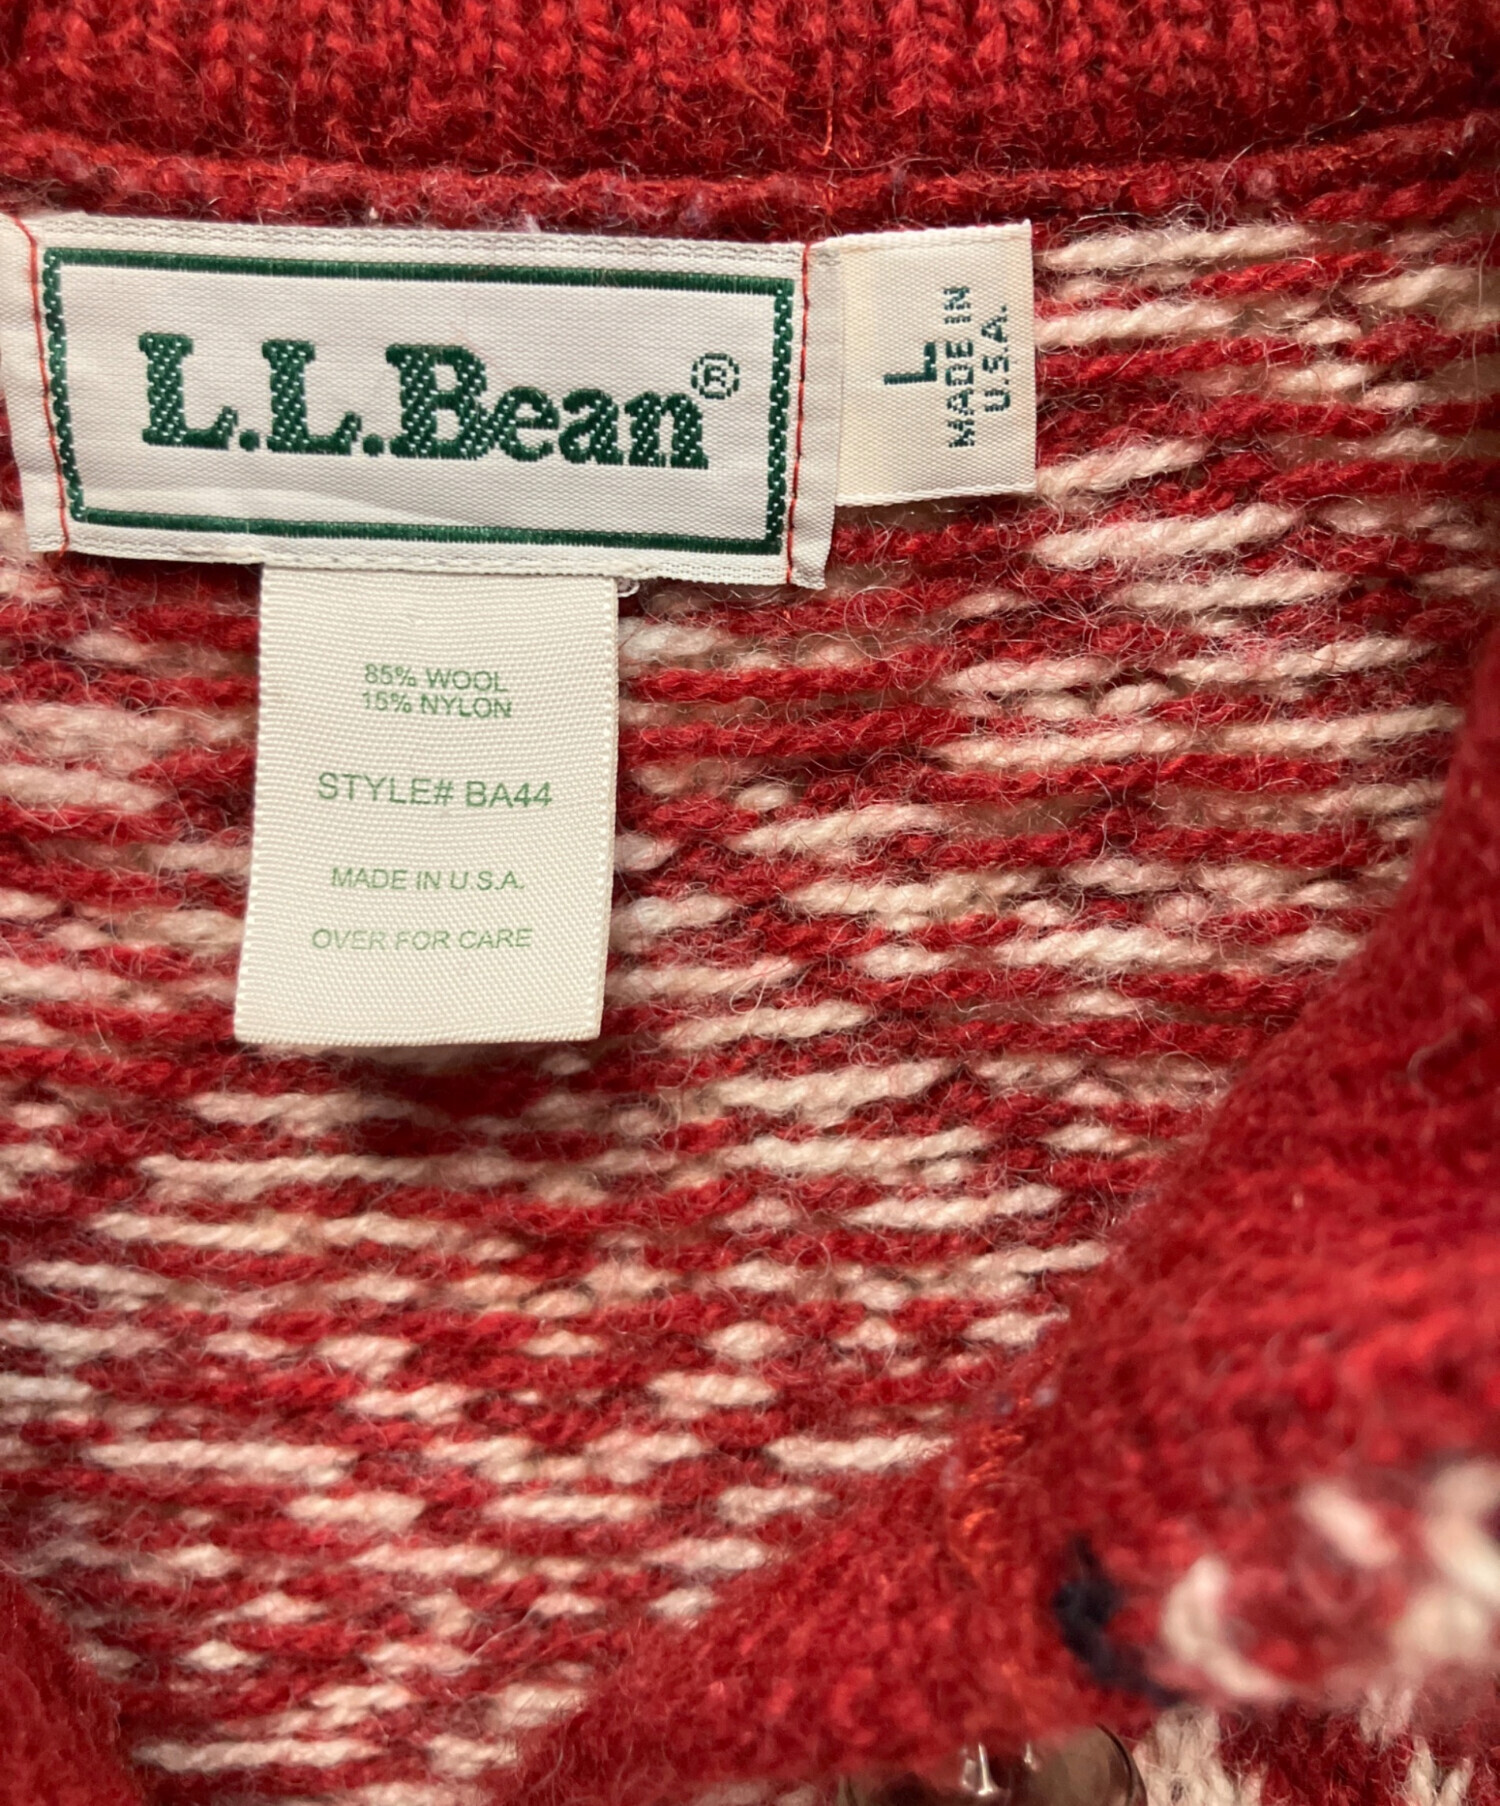 L.L.Bean®
L
MADE IN
U.S.A.
85% WOOL
15% NYLON
STYLE# BA44
MADE IN U.S.A.
OVER FOR CARE